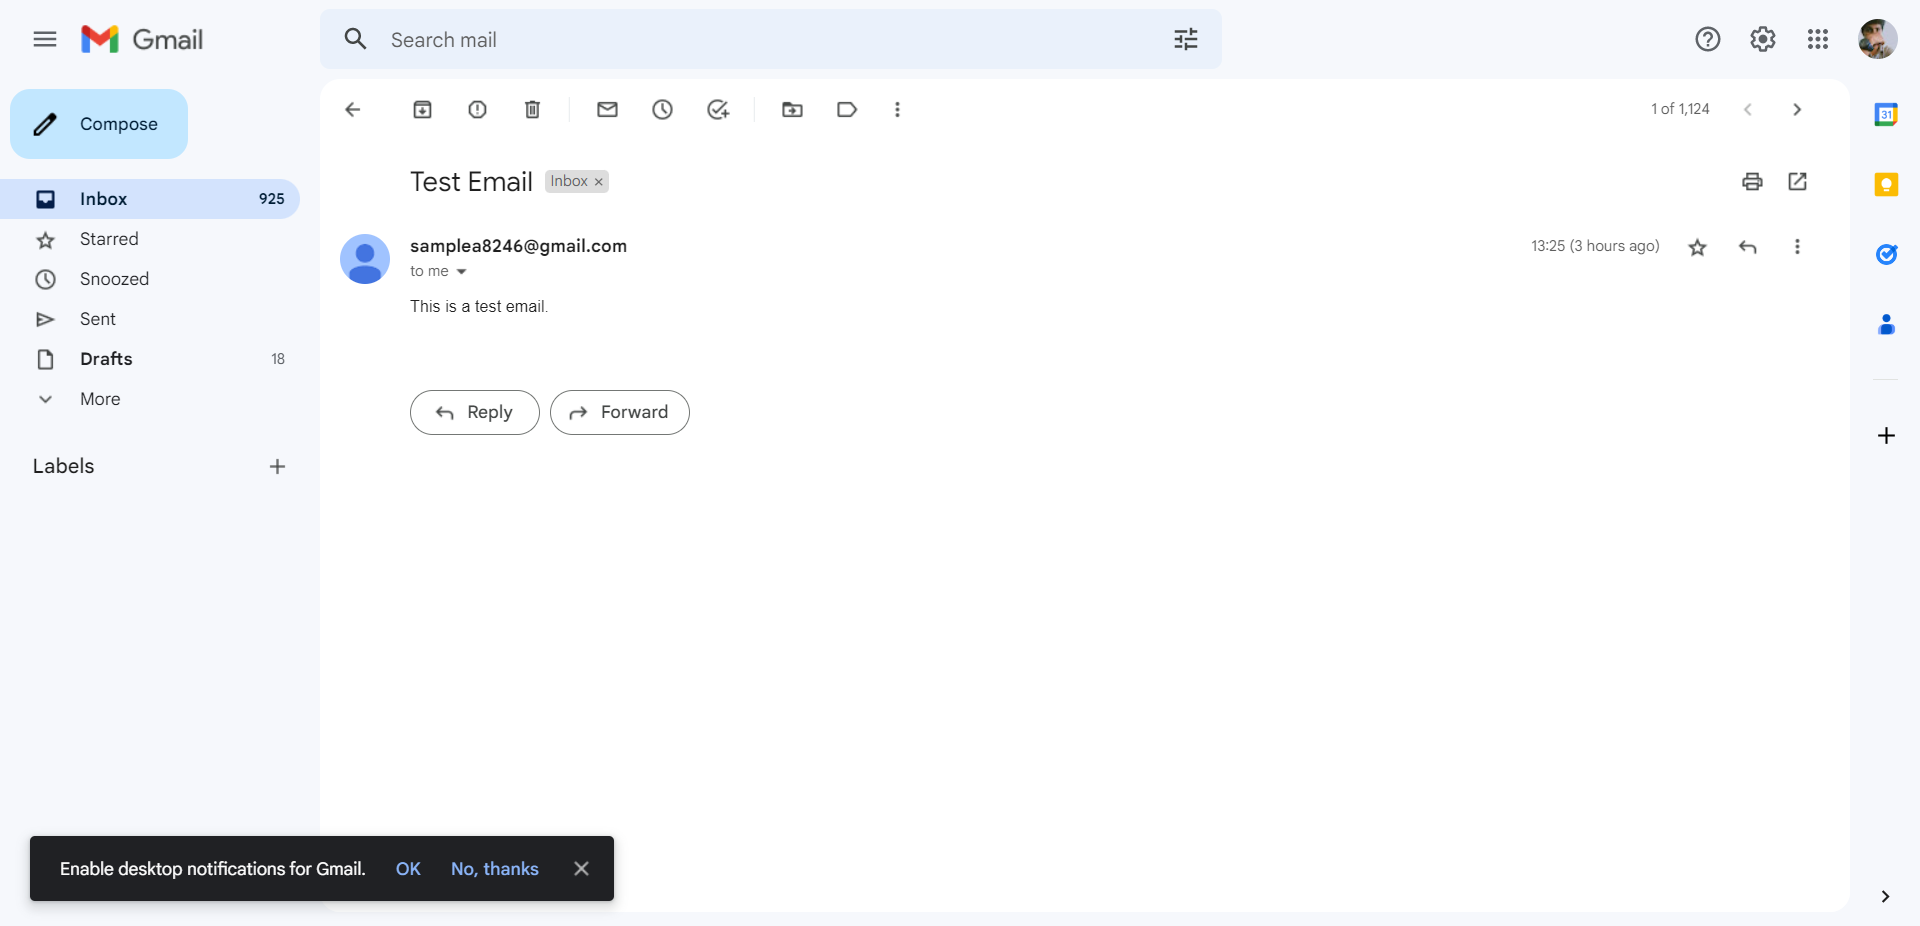 Gmail
Search mail
Compose
1 of 1,124
Inbox 925
Starred
Snoozed
Sent
Drafts 18
More
Labels
Test Email Inbox ×
samplea8246@gmail.com 13:25 (3 hours ago)
to me
This is a test email.
Reply Forward
31
Enable desktop notifications for Gmail. OK No, thanks